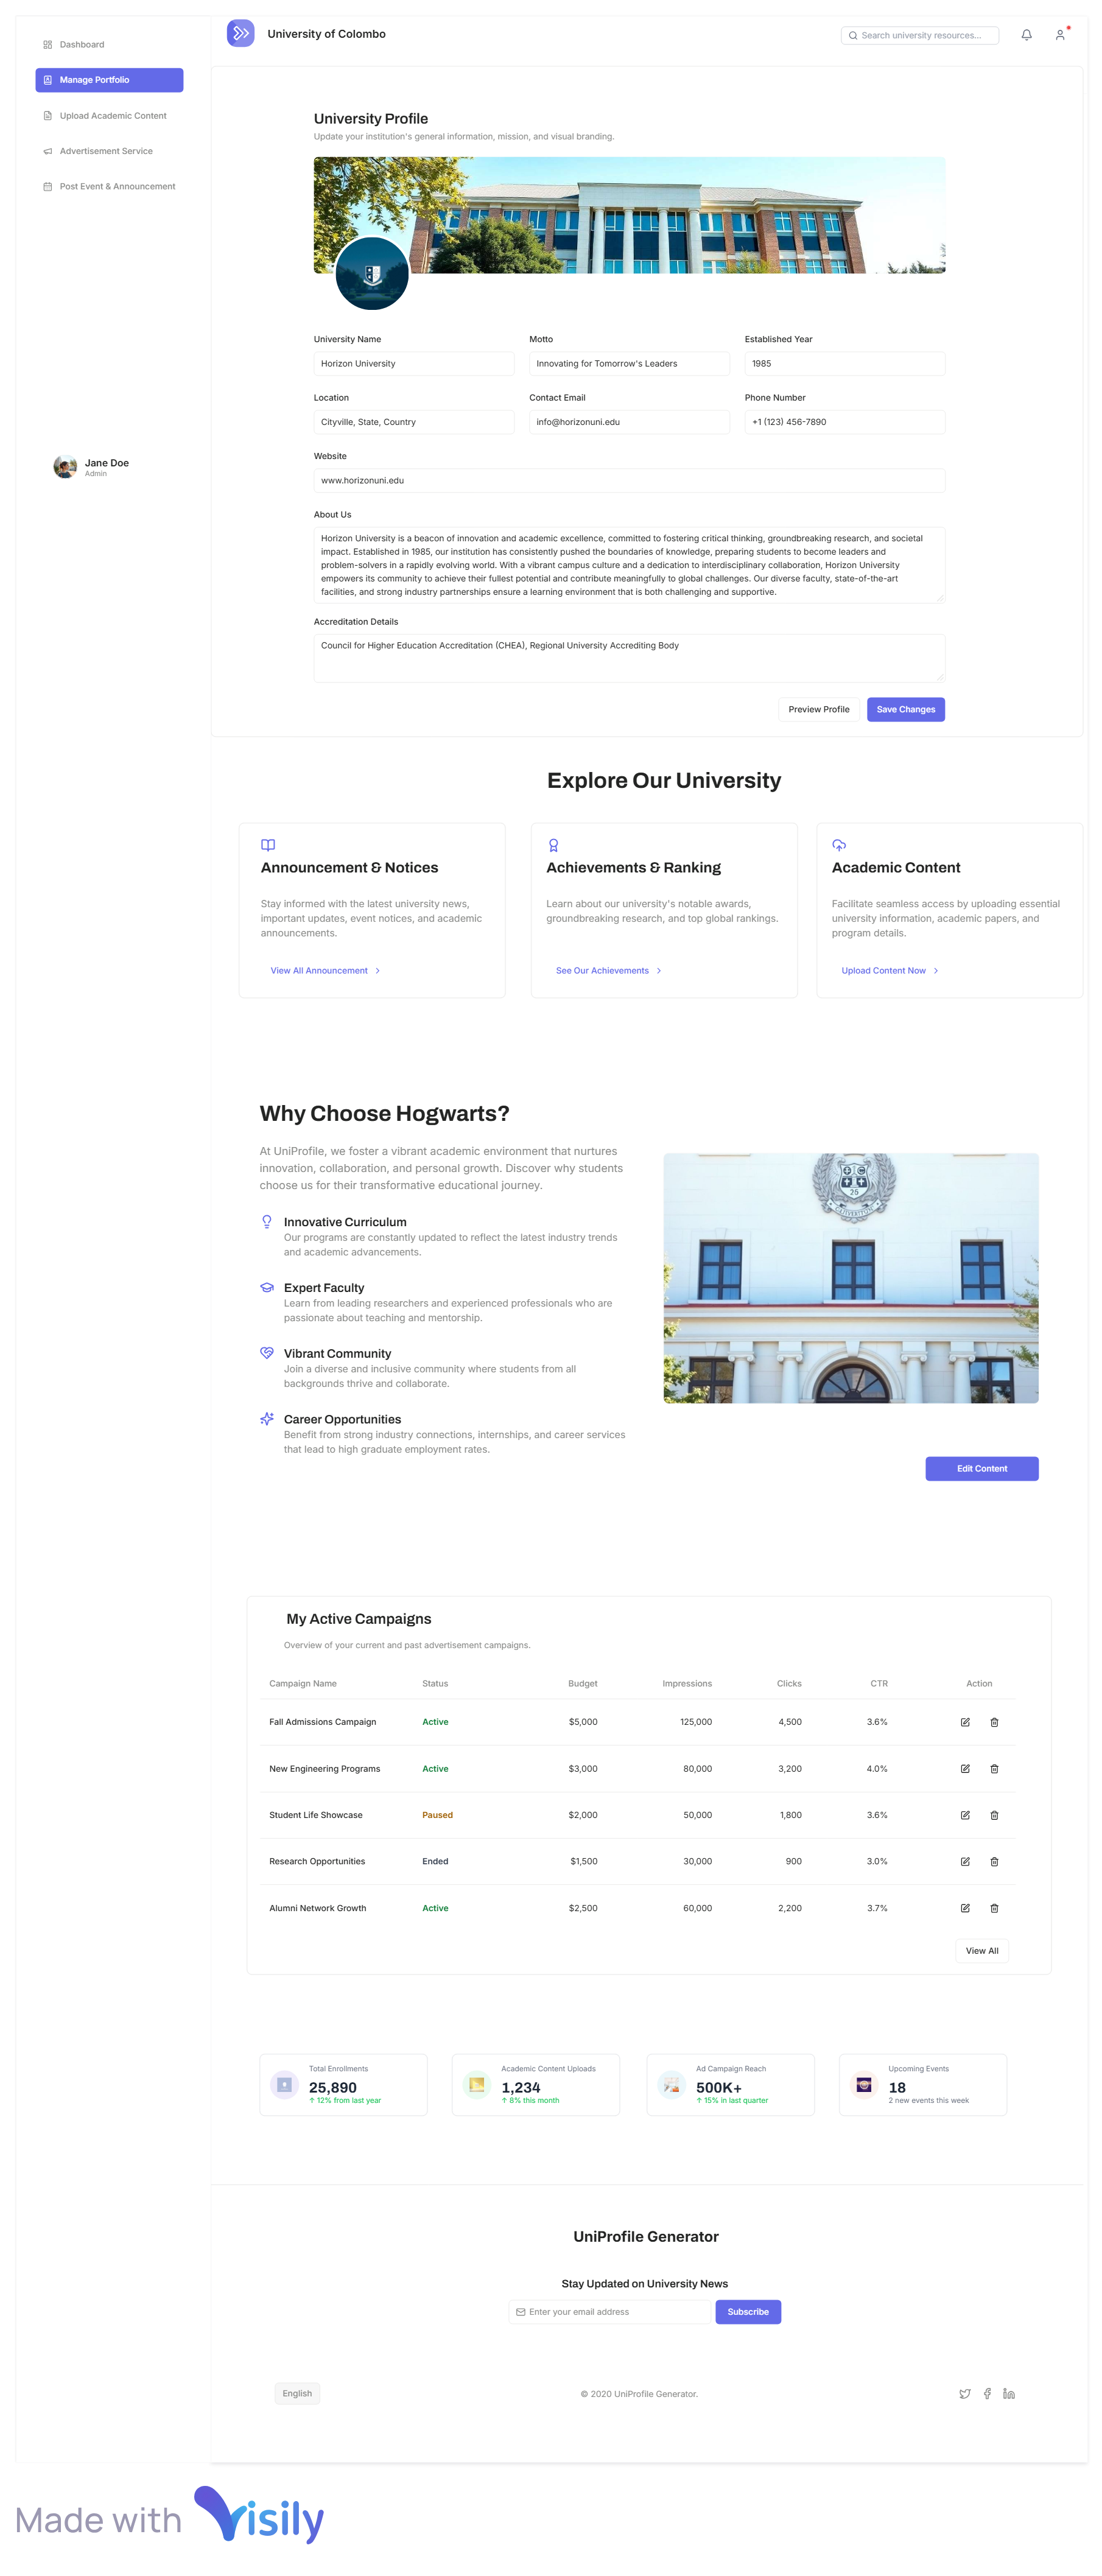 Dashboard
Manage Portfolio
Upload Academic Content
Advertisement Service
Post Event & Announcement
Jane Doe
Admin
University of Colombo
Search university resources...
University Profile
Update your institution's general information, mission, and visual branding.
University Name
Motto
Established Year
Horizon University
Innovating for Tomorrow's Leaders
1985
Location
Contact Email
Phone Number
Cityville, State, Country
info@horizonuni.edu
+1 (123) 456-7890
Website
www.horizonuni.edu
About Us
Horizon University is a beacon of innovation and academic excellence, committed to fostering critical thinking, groundbreaking research, and societal
impact. Established in 1985, our institution has consistently pushed the boundaries of knowledge, preparing students to become leaders and
problem-solvers in a rapidly evolving world. With a vibrant campus culture and a dedication to interdisciplinary collaboration, Horizon University
empowers its community to achieve their fullest potential and contribute meaningfully to global challenges. Our diverse faculty, state-of-the-art
facilities, and strong industry partnerships ensure a learning environment that is both challenging and supportive.
Accreditation Details
Council for Higher Education Accreditation (CHEA), Regional University Accrediting Body
Preview Profile
Save Changes
Explore Our University
Announcement & Notices
Stay informed with the latest university news,
important updates, event notices, and academic
announcements.
View All Announcement
Achievements & Ranking
Learn about our university's notable awards,
groundbreaking research, and top global rankings.
See Our Achievements
Academic Content
Facilitate seamless access by uploading essential
university information, academic papers, and
program details.
Upload Content Now
Why Choose Hogwarts?
At UniProfile, we foster a vibrant academic environment that nurtures
innovation, collaboration, and personal growth. Discover why students
choose us for their transformative educational journey.
Innovative Curriculum
Our programs are constantly updated to reflect the latest industry trends
and academic advancements.
Expert Faculty
Learn from leading researchers and experienced professionals who are
passionate about teaching and mentorship.
Vibrant Community
Join a diverse and inclusive community where students from all
backgrounds thrive and collaborate.
Career Opportunities
Benefit from strong industry connections, internships, and career services
that lead to high graduate employment rates.
25
Edit Content
My Active Campaigns
Overview of your current and past advertisement campaigns.
Campaign Name Status Budget Impressions Clicks CTR Action
Fall Admissions Campaign Active $5,000 125,000 4,500 3.6%
New Engineering Programs Active $3,000 80,000 3,200 4.0%
Student Life Showcase Paused $2,000 50,000 1,800 3.6%
Research Opportunities Ended $1,500 30,000 900 3.0%
Alumni Network Growth Active $2,500 60,000 2,200 3.7%
View All
Total Enrollments
25,890
↑ 12% from last year
Academic Content Uploads
1,234
↑ 8% this month
Ad Campaign Reach
500K+
↑ 15% in last quarter
Upcoming Events
18
2 new events this week
UniProfile Generator
Stay Updated on University News
Enter your email address
Subscribe
English
© 2020 UniProfile Generator.
Made with Visily